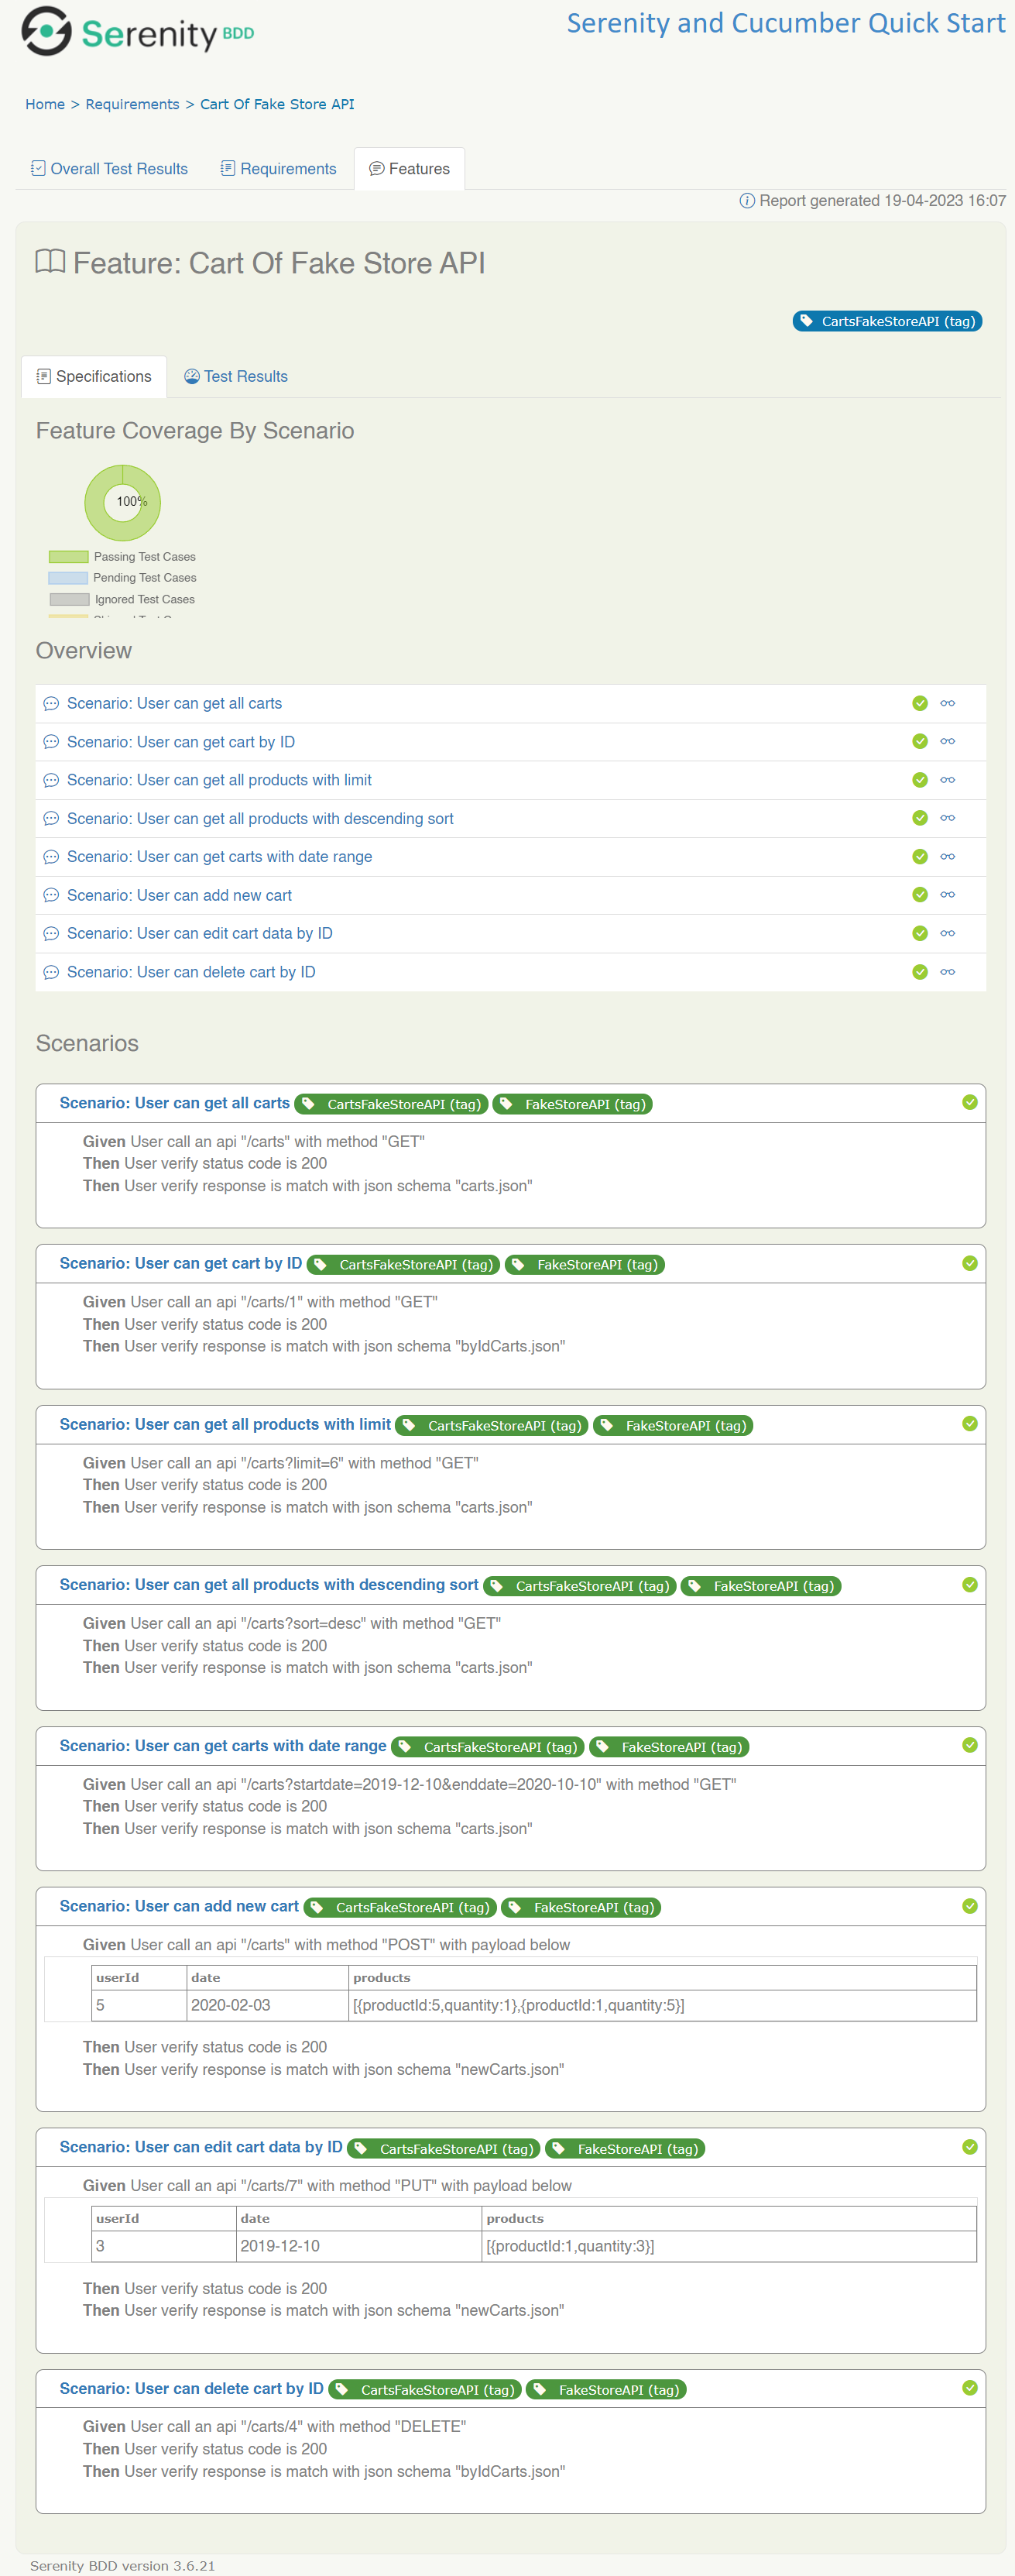 Serenity BDD
Serenity and Cucumber Quick Start
Home > Requirements > Cart Of Fake Store API
Overall Test Results
Requirements
Features
Report generated 19-04-2023 16:07
Feature: Cart Of Fake Store API
CartsFakeStoreAPI (tag)
Specifications
Test Results
Feature Coverage By Scenario
100%
Passing Test Cases
Pending Test Cases
Ignored Test Cases
Overview
Scenario: User can get all carts
Scenario: User can get cart by ID
Scenario: User can get all products with limit
Scenario: User can get all products with descending sort
Scenario: User can get carts with date range
Scenario: User can add new cart
Scenario: User can edit cart data by ID
Scenario: User can delete cart by ID
Scenarios
Scenario: User can get all carts CartsFakeStoreAPI (tag) FakeStoreAPI (tag)
Given User call an api "/carts" with method "GET"
Then User verify status code is 200
Then User verify response is match with json schema "carts.json"
Scenario: User can get cart by ID CartsFakeStoreAPI (tag) FakeStoreAPI (tag)
Given User call an api "/carts/1" with method "GET"
Then User verify status code is 200
Then User verify response is match with json schema "byIdCarts.json"
Scenario: User can get all products with limit CartsFakeStoreAPI (tag) FakeStoreAPI (tag)
Given User call an api "/carts?limit=6" with method "GET"
Then User verify status code is 200
Then User verify response is match with json schema "carts.json"
Scenario: User can get all products with descending sort CartsFakeStoreAPI (tag) FakeStoreAPI (tag)
Given User call an api "/carts?sort=desc" with method "GET"
Then User verify status code is 200
Then User verify response is match with json schema "carts.json"
Scenario: User can get carts with date range CartsFakeStoreAPI (tag) FakeStoreAPI (tag)
Given User call an api "/carts?startdate=2019-12-10&enddate=2020-10-10" with method "GET"
Then User verify status code is 200
Then User verify response is match with json schema "carts.json"
Scenario: User can add new cart CartsFakeStoreAPI (tag) FakeStoreAPI (tag)
Given User call an api "/carts" with method "POST" with payload below
userId date products
5 2020-02-03 [{productId:5,quantity:1},{productId:1,quantity:5}]
Then User verify status code is 200
Then User verify response is match with json schema "newCarts.json"
Scenario: User can edit cart data by ID CartsFakeStoreAPI (tag) FakeStoreAPI (tag)
Given User call an api "/carts/7" with method "PUT" with payload below
userId date products
3 2019-12-10 [{productId:1,quantity:3}]
Then User verify status code is 200
Then User verify response is match with json schema "newCarts.json"
Scenario: User can delete cart by ID CartsFakeStoreAPI (tag) FakeStoreAPI (tag)
Given User call an api "/carts/4" with method "DELETE"
Then User verify status code is 200
Then User verify response is match with json schema "byIdCarts.json"
Serenity BDD version 3.6.21